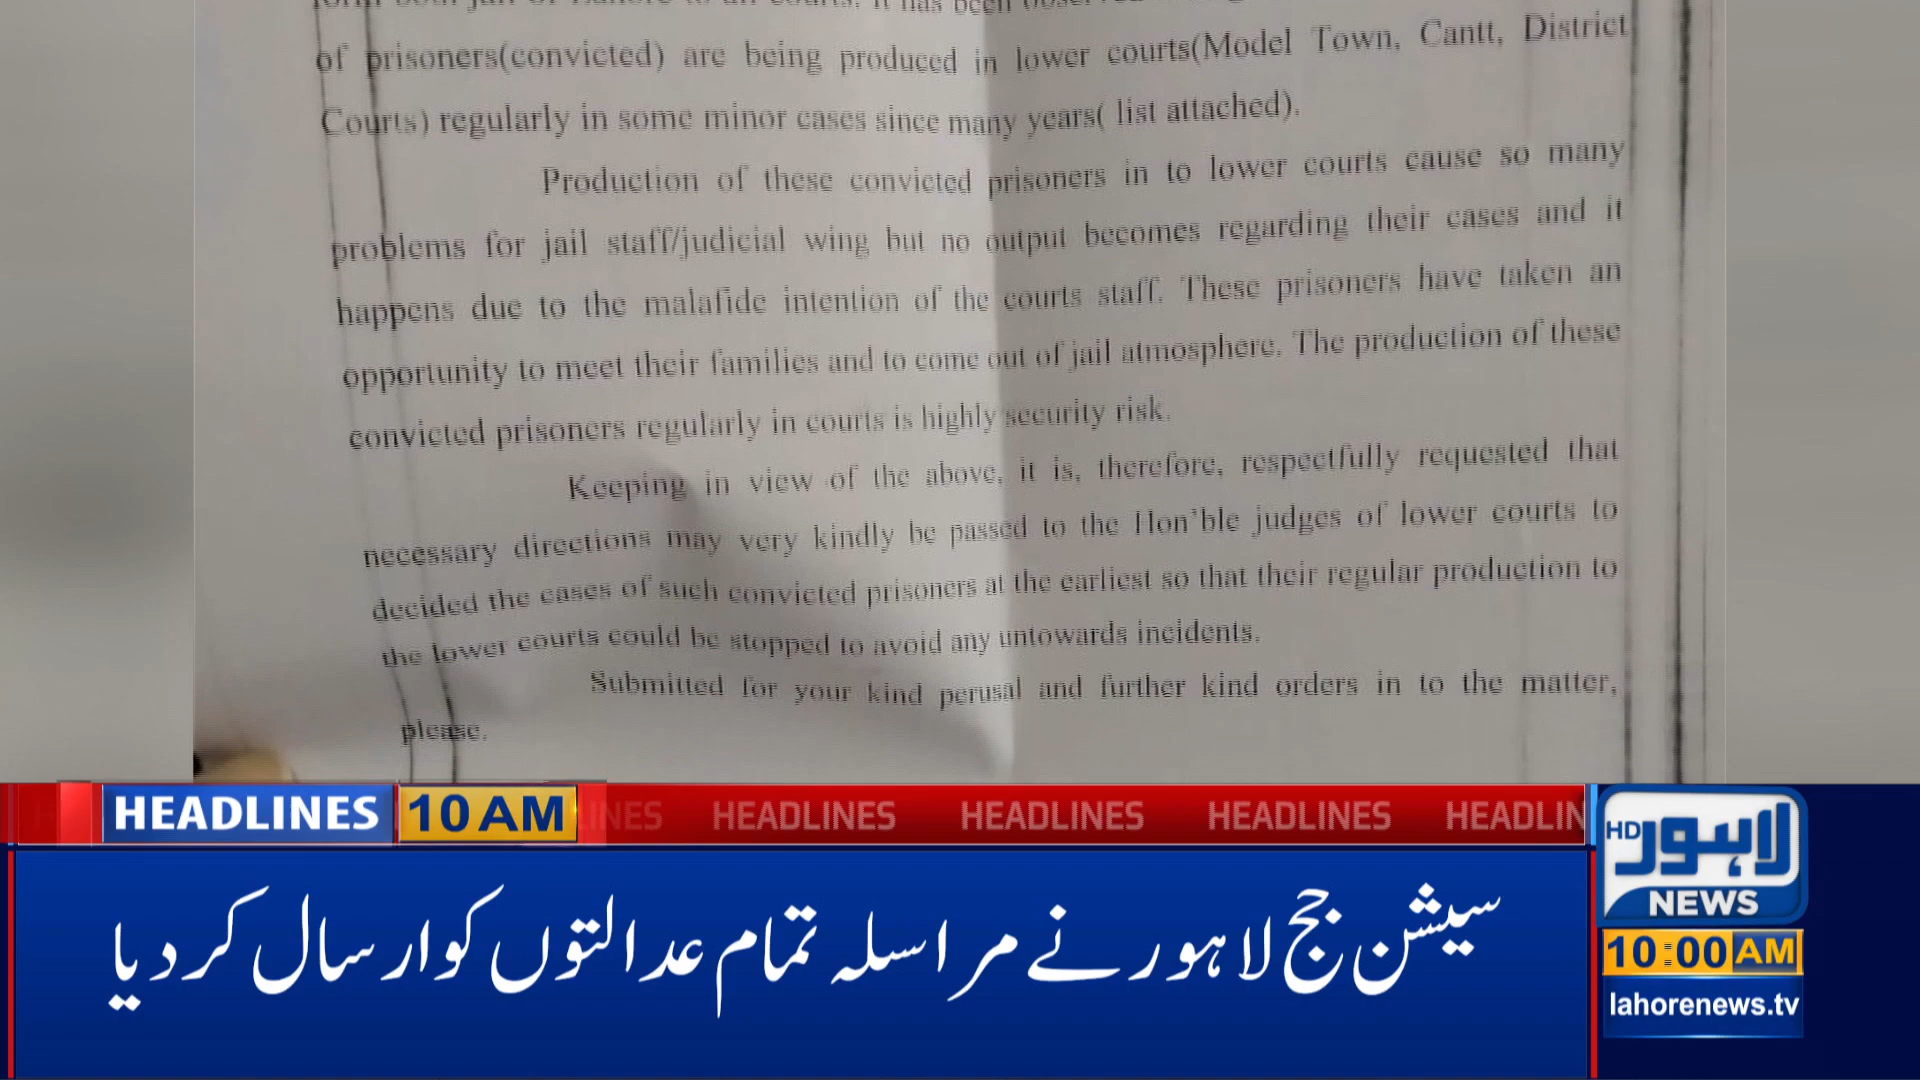 of prisoners(convicted) are being produced in lower courts(Model Town, Cantt, District
Courts) regularly in some minor cases since many years( list attached).
Production of these convicted prisoners in to lower courts cause so many
problems for jail staff/judicial wing but no output becomes regarding their cases and it
happens due to the malafide intention of the courts staff. These prisoners have taken an
opportunity to meet their families and to come out of jail atmosphere. The production of these
convicted prisoners regularly in courts is highly security risk.
Keeping in view of the above, it is, therefore, respectfully requested that
necessary directions may very kindly be passed to the Hon'ble judges of lower courts to
decided the cases of such convicted prisoners at the earliest so that their regular production to
the lower courts could be stopped to avoid any untowards incidents.
Submitted for your kind perusal and further kind orders in to the matter,
please.
HEADLINES 10 AM HEADLINES HEADLINES HEADLINES
سیشن جج لاہور نے مراسلہ تمام عدالتوں کو ارسال کر دیا
لاہور HD
NEWS
10:00 AM
lahorenews.tv